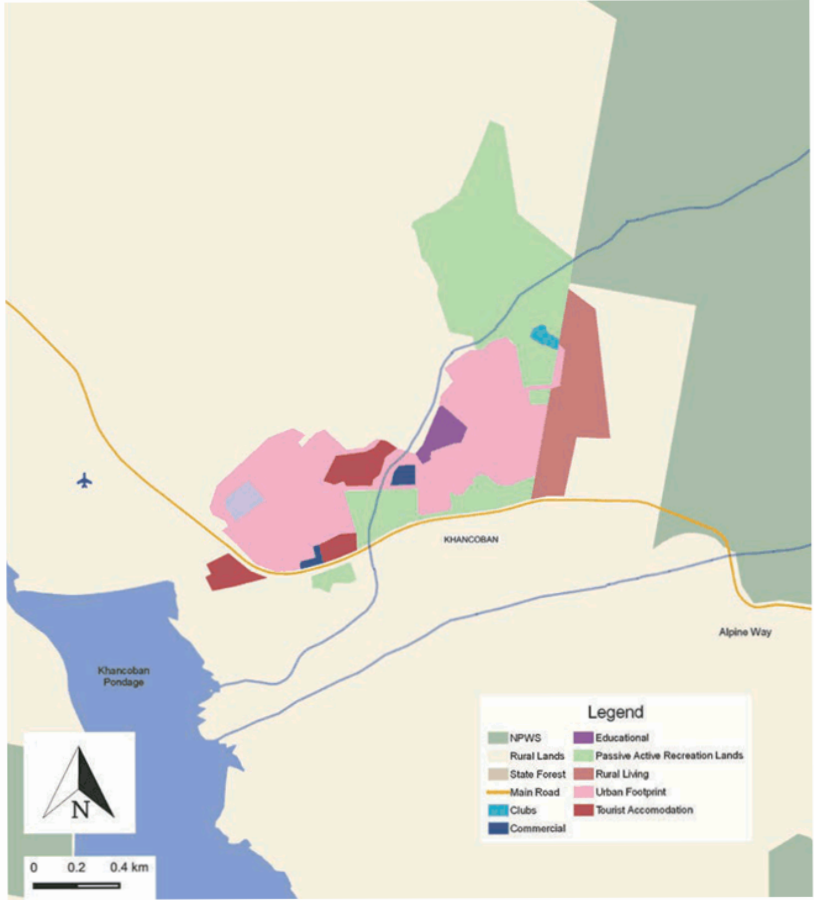 KHANCOBAN
Alpine Way
Khancoban
Pondage
Legend
NPWS
Rural Lands
State Forest
Main Road
Clubs
Commercial
Educational
Passive Active Recreation Lands
Rural Living
Urban Footprint
Tourist Accomodation
N
0 0.2 0.4 km